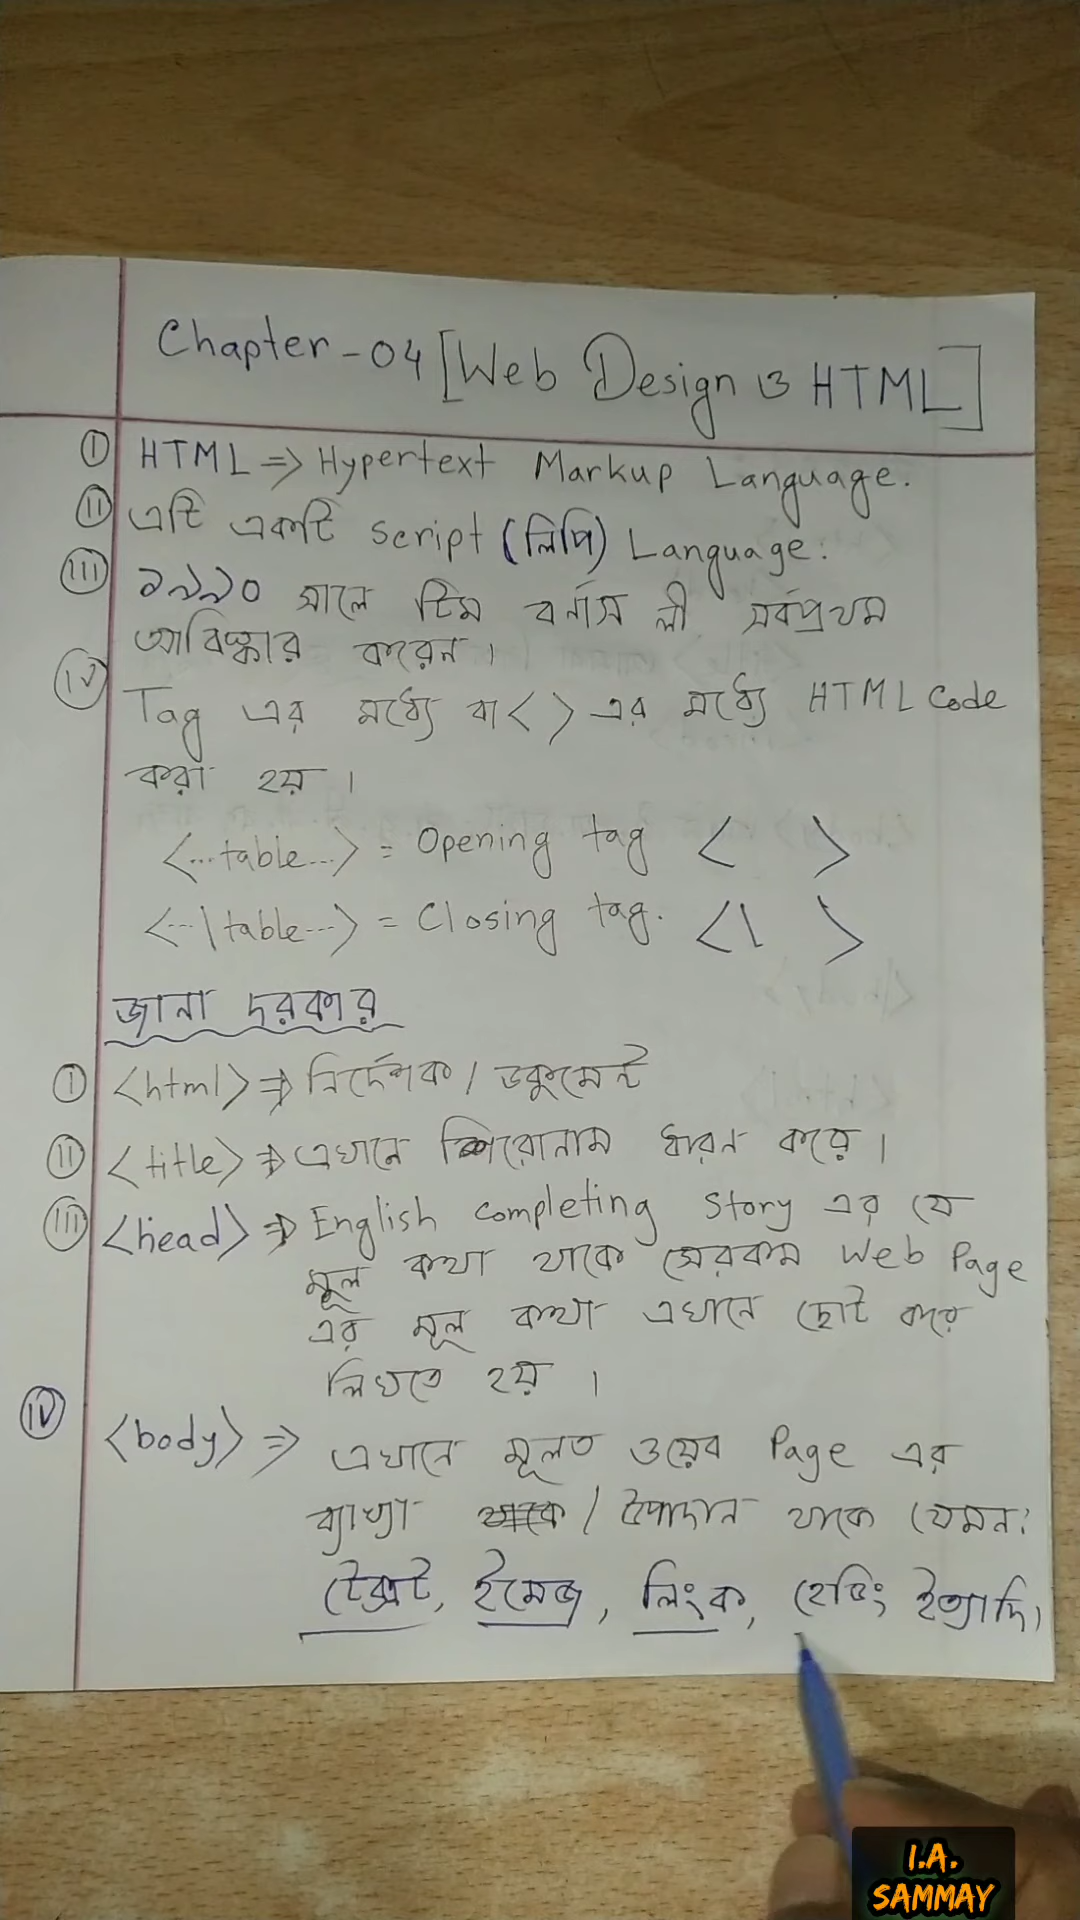 Chapter-04 [Web Design ও HTML]
① HTML => Hypertext Markup Language.
② এটি একটি script (লিপি) Language.
③ ১৯৯০ সালে টিম বার্নাস লী সর্বপ্রথম
আবিষ্কার করেন।
④ Tag এর মধ্যে বা < > এর মধ্যে HTML Code
করা হয়।
<...table...> = Opening tag < >
<...\table...> = Closing tag. <\ >
জানা দরকার
① <html> => নির্দেশক / ডকুমেন্ট
② <title> => এখানে শিরোনাম ধারন করে।
③ <head> => English completing story এর যে
মূল কথা থাকে সেরকম Web Page
এর মূল কথা এখানে ছোট করে
লিখতে হয়।
④ <body> => এখানে মূলত ওয়েব Page এর
ব্যাখ্যা থাকে / উপাদান থাকে যেমন:
টেক্সট, ইমেজ, লিংক, হেডিং ইত্যাদি।
I.A.
SAMMAY